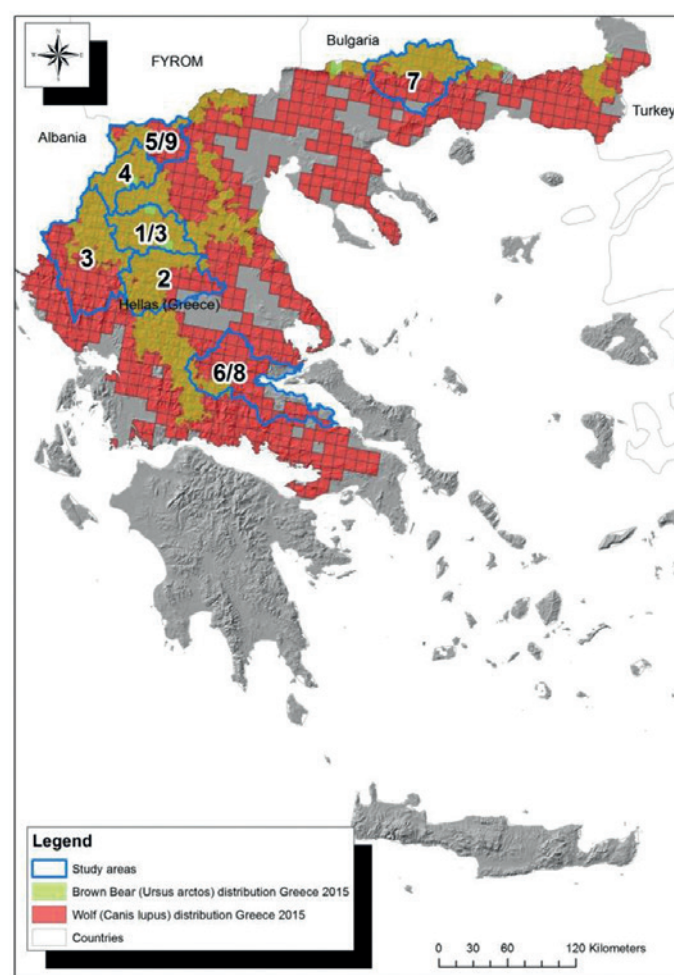 N
W
E
S
Bulgaria
FYROM
Turkey
Albania
7
5/9
4
1/3
3
2
Hellas (Greece)
6/8
Legend
Study areas
Brown Bear (Ursus arctos) distribution Greece 2015
Wolf (Canis lupus) distribution Greece 2015
Countries
0 30 60 120 Kilometers